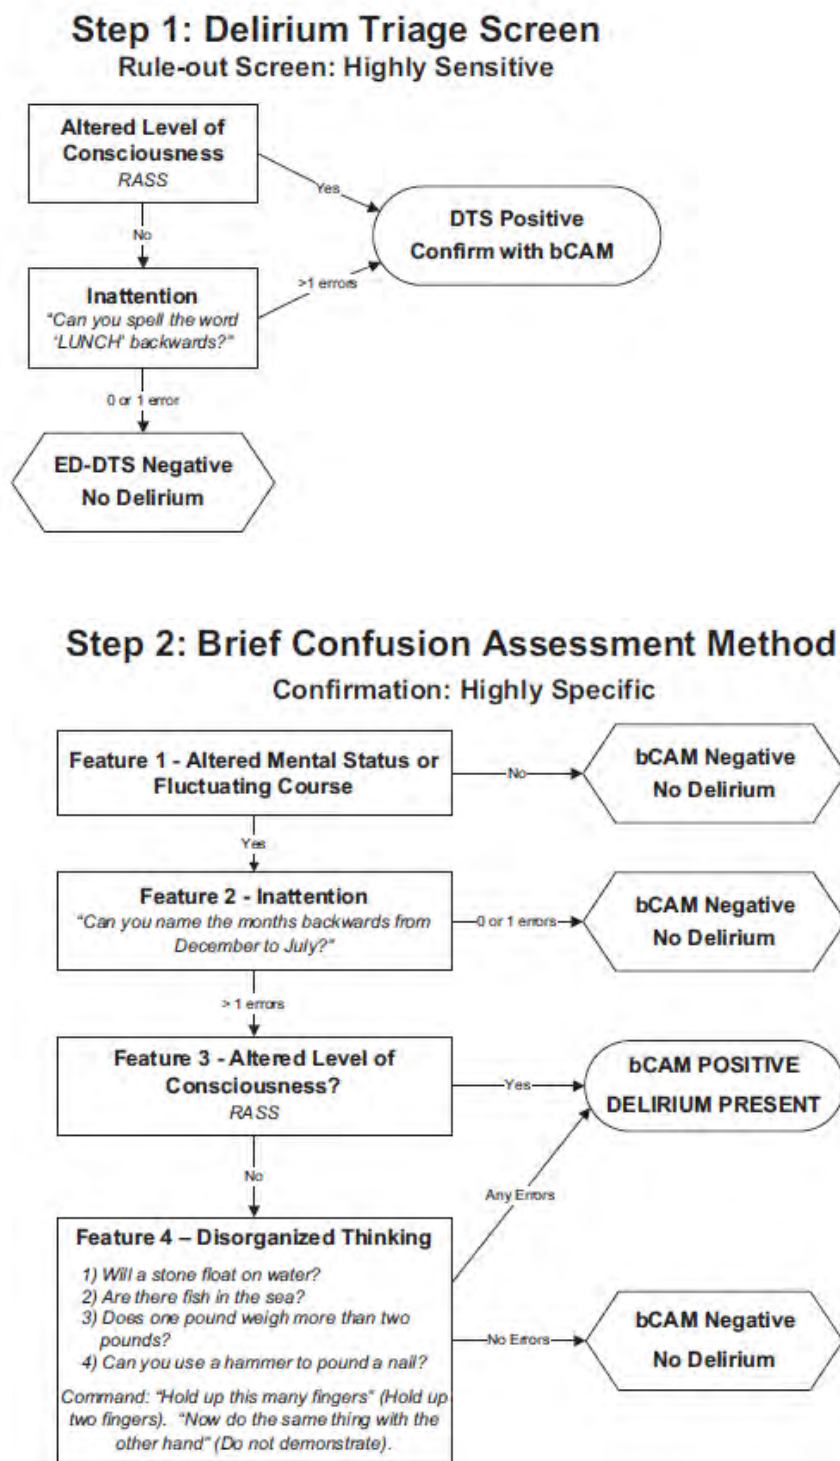 Step 1: Delirium Triage Screen
Rule-out Screen: Highly Sensitive
Altered Level of
Consciousness
RASS
Yes
DTS Positive
Confirm with bCAM
No
Inattention
"Can you spell the word
'LUNCH' backwards?"
>1 errors
0 or 1 error
ED-DTS Negative
No Delirium
Step 2: Brief Confusion Assessment Method
Confirmation: Highly Specific
Feature 1 - Altered Mental Status or
Fluctuating Course
No
bCAM Negative
No Delirium
Yes
Feature 2 - Inattention
"Can you name the months backwards from
December to July?"
0 or 1 errors
bCAM Negative
No Delirium
> 1 errors
Feature 3 - Altered Level of
Consciousness?
RASS
Yes
bCAM POSITIVE
DELIRIUM PRESENT
No
Any Errors
Feature 4 – Disorganized Thinking
1) Will a stone float on water?
2) Are there fish in the sea?
3) Does one pound weigh more than two
pounds?
4) Can you use a hammer to pound a nail?
Command: "Hold up this many fingers" (Hold up
two fingers). "Now do the same thing with the
other hand" (Do not demonstrate).
No Errors
bCAM Negative
No Delirium